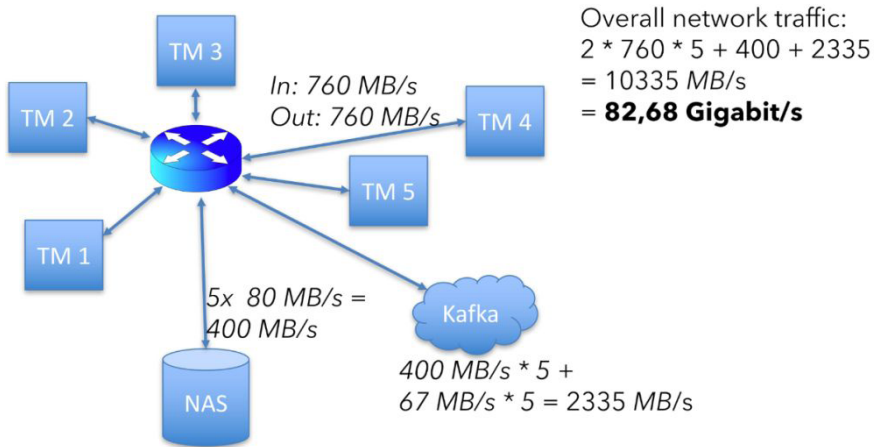 Overall network traffic:
2 * 760 * 5 + 400 + 2335
= 10335 MB/s
= 82,68 Gigabit/s
TM 3
In: 760 MB/s
Out: 760 MB/s
TM 2
TM 4
TM 5
TM 1
5x 80 MB/s =
400 MB/s
Kafka
400 MB/s * 5 +
67 MB/s * 5 = 2335 MB/s
NAS